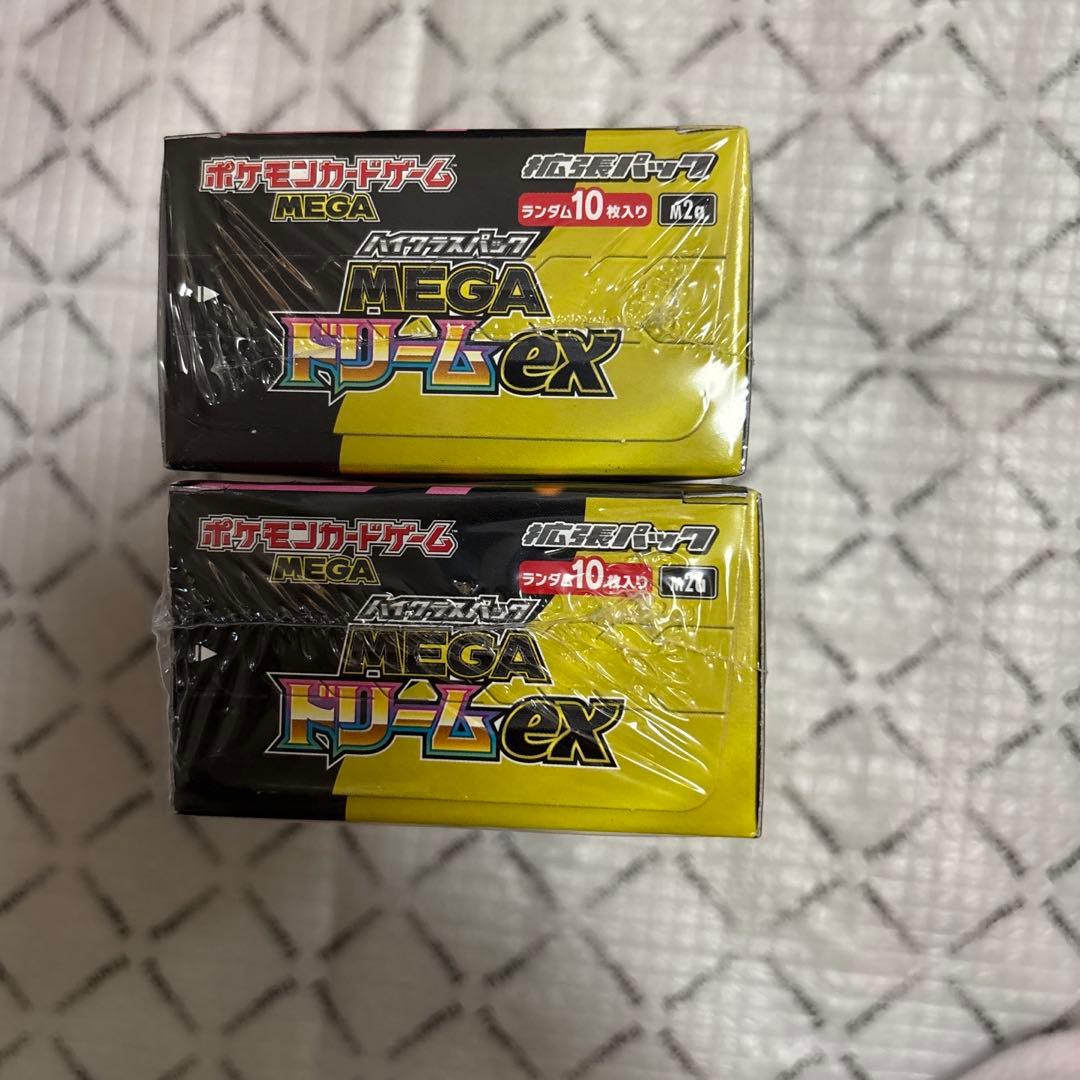 ポケモンカードゲーム
MEGA
拡張パック
ランダム10枚入り
M2a
ハイクラスパック
MEGA
ドリーム ex
ポケモンカードゲーム
MEGA
拡張パック
ランダム10枚入り
M2a
ハイクラスパック
MEGA
ドリーム ex